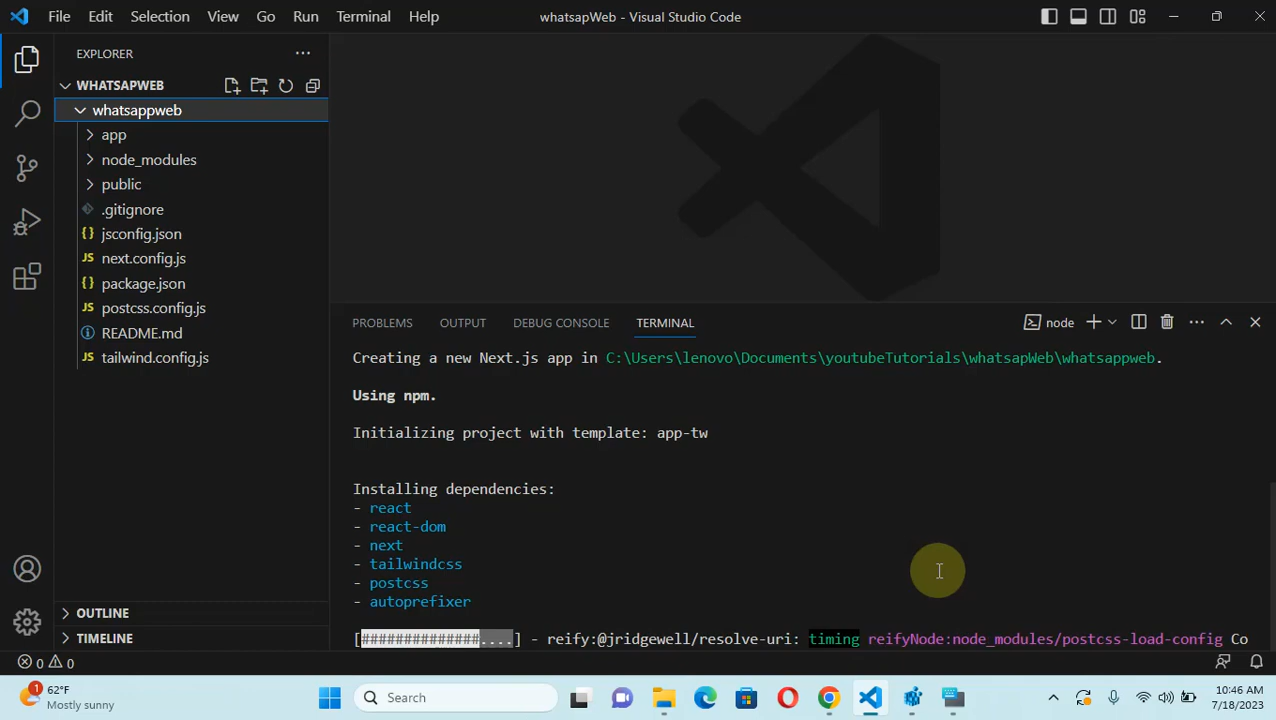 File Edit Selection View Go Run Terminal Help whatsapWeb - Visual Studio Code
EXPLORER
WHATSAPWEB
whatsappweb
app
node_modules
public
.gitignore
{} jsconfig.json
JS next.config.js
{} package.json
JS postcss.config.js
README.md
JS tailwind.config.js
OUTLINE
TIMELINE
PROBLEMS OUTPUT DEBUG CONSOLE TERMINAL node
Creating a new Next.js app in C:\Users\lenovo\Documents\youtubeTutorials\whatsapWeb\whatsappweb.
Using npm.
Initializing project with template: app-tw
Installing dependencies:
- react
- react-dom
- next
- tailwindcss
- postcss
- autoprefixer
[##############....] - reify:@jridgewell/resolve-uri: timing reifyNode:node_modules/postcss-load-config Co
0 0
1
62°F
Mostly sunny
Search
10:46 AM
7/18/2023